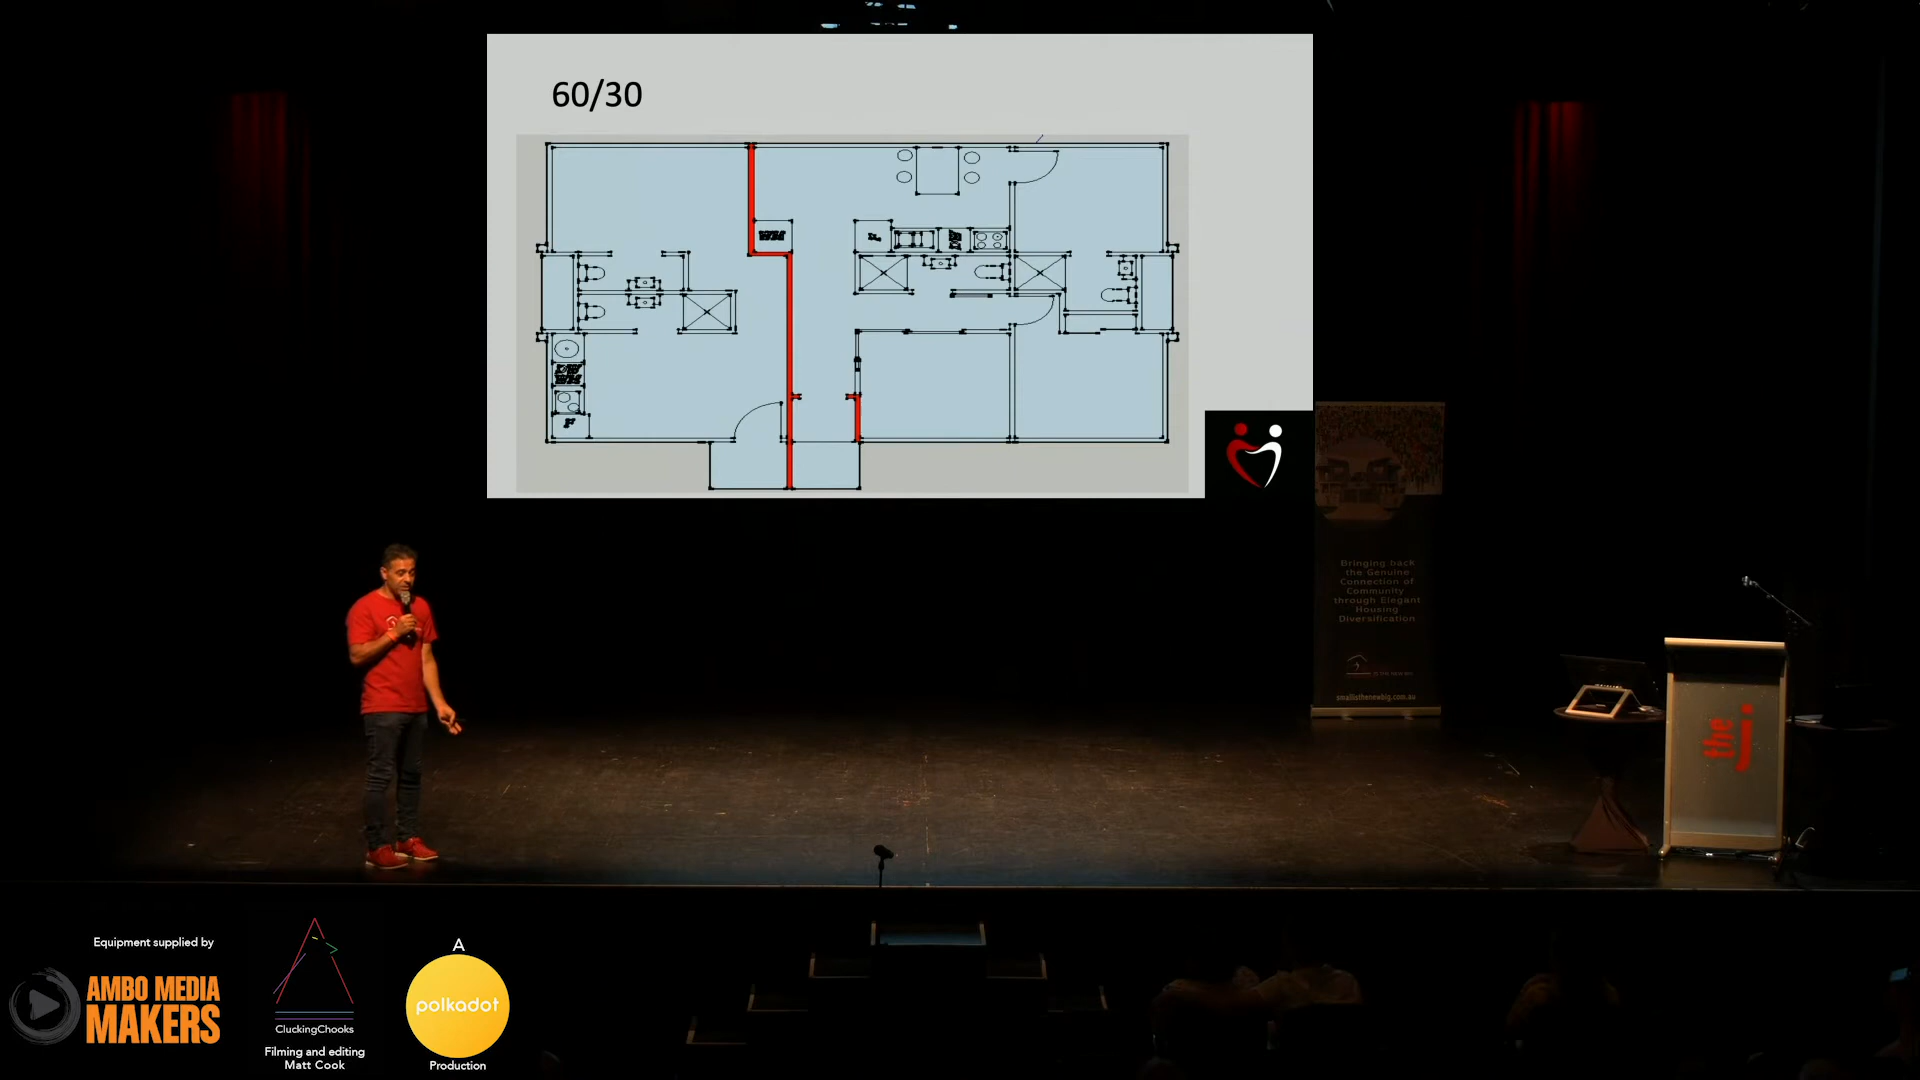 60/30
Bringing back
the Genuine
Connection of
Community
through Elegant
Housing
Diversification
smallisthenewbig.com.au
the
Equipment supplied by
AMBO MEDIA
MAKERS
CluckingChooks
Filming and editing
Matt Cook
A
polkadot
Production